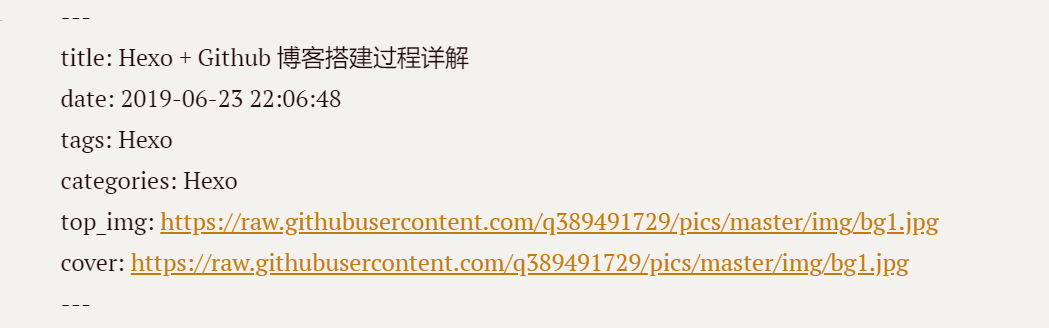 ---
title: Hexo + Github 博客搭建过程详解
date: 2019-06-23 22:06:48
tags: Hexo
categories: Hexo
top_img: https://raw.githubusercontent.com/q389491729/pics/master/img/bg1.jpg
cover: https://raw.githubusercontent.com/q389491729/pics/master/img/bg1.jpg
---